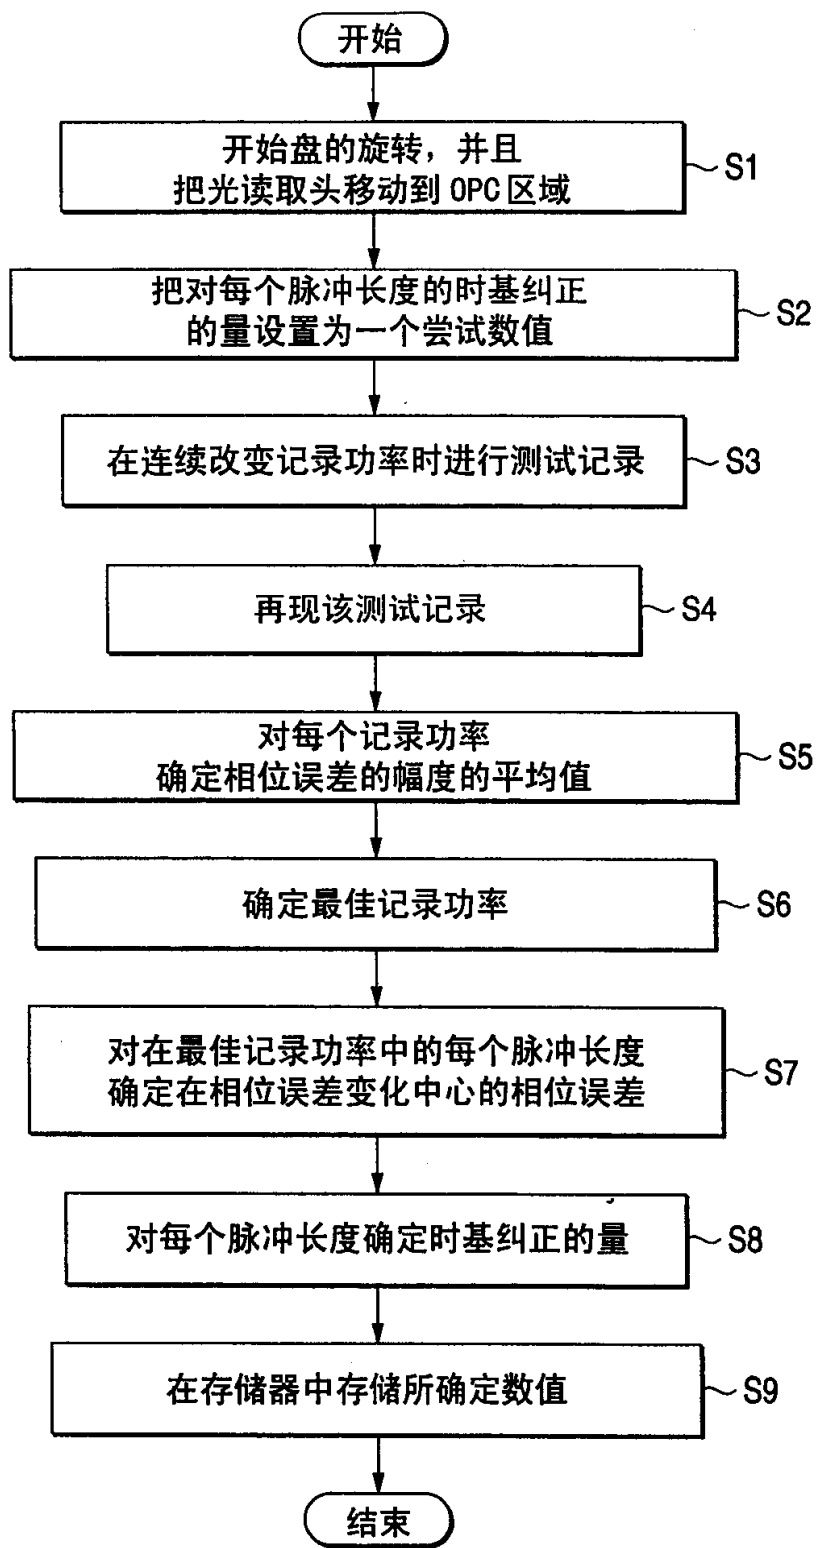 开始
开始盘的旋转，并且
把光读取头移动到 OPC 区域
S1
把对每个脉冲长度的时基纠正
的量设置为一个尝试数值
S2
在连续改变记录功率时进行测试记录
S3
再现该测试记录
S4
对每个记录功率
确定相位误差的幅度的平均值
S5
确定最佳记录功率
S6
对在最佳记录功率中的每个脉冲长度
确定在相位误差变化中心的相位误差
S7
对每个脉冲长度确定时基纠正的量
S8
在存储器中存储所确定数值
S9
结束